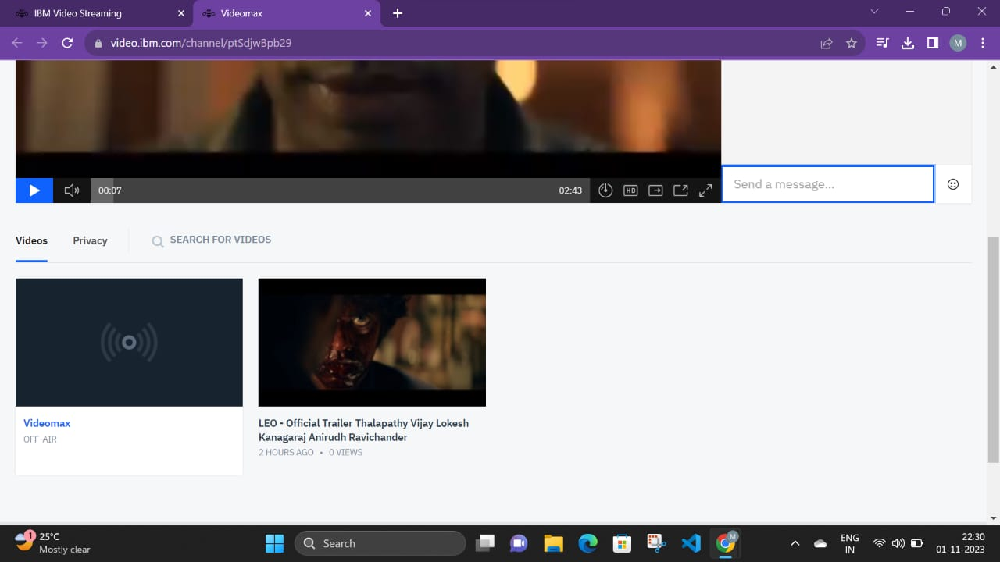 IBM Video Streaming
Videomax
video.ibm.com/channel/ptSdjwBpb29
M
00:07
02:43
HD
Send a message...
Videos
Privacy
SEARCH FOR VIDEOS
Videomax
OFF-AIR
LEO - Official Trailer Thalapathy Vijay Lokesh
Kanagaraj Anirudh Ravichander
2 HOURS AGO • 0 VIEWS
1
25°C
Mostly clear
Search
M
ENG
IN
22:30
01-11-2023